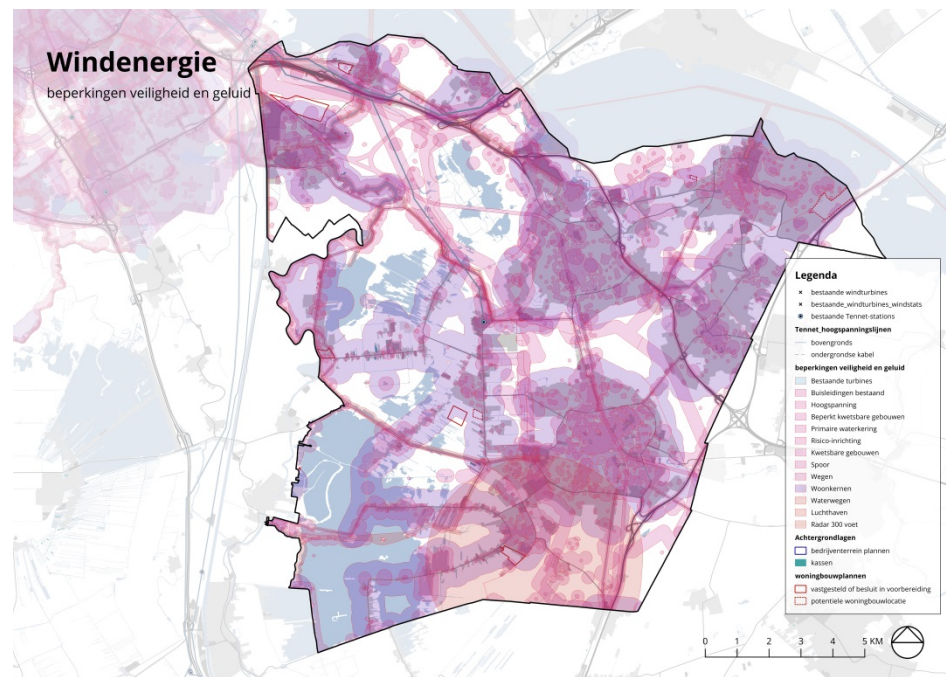 Windenergie
beperkingen veiligheid en geluid
Legenda
bestaande windturbines
bestaande_windturbines_windstats
bestaande Tennet-stations
Tennet_hoogspanningslijnen
bovengronds
ondergrondse kabel
beperkingen veiligheid en geluid
Bestaande turbines
Buisleidingen bestaand
Hoogspanning
Beperkt kwetsbare gebouwen
Primaire waterkering
Risico-inrichting
Kwetsbare gebouwen
Spoor
Wegen
Woonkernen
Waterwegen
Luchthaven
Radar 300 voet
Achtergrondlagen
bedrijventerrein plannen
kassen
woningbouwplannen
vastgesteld of besluit in voorbereiding
potentiele woningbouwlocatie
0 1 2 3 4 5 KM